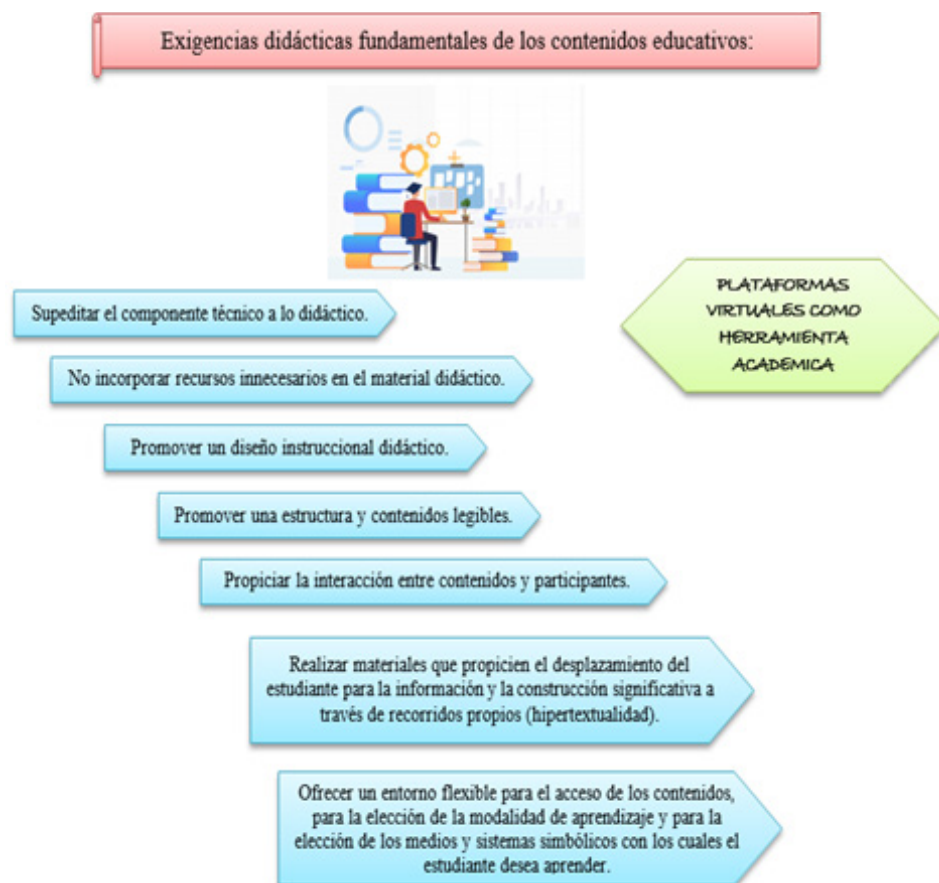 Exigencias didácticas fundamentales de los contenidos educativos:
PLATAFORMAS
VIRTUALES COMO
HERRAMIENTA
ACADEMICA
Supeditar el componente técnico a lo didáctico.
No incorporar recursos innecesarios en el material didáctico.
Promover un diseño instruccional didáctico.
Promover una estructura y contenidos legibles.
Propiciar la interacción entre contenidos y participantes.
Realizar materiales que propicien el desplazamiento del
estudiante para la información y la construcción significativa a
través de recorridos propios (hipertextualidad).
Ofrecer un entorno flexible para el acceso de los contenidos,
para la elección de la modalidad de aprendizaje y para la
elección de los medios y sistemas simbólicos con los cuales el
estudiante desea aprender.